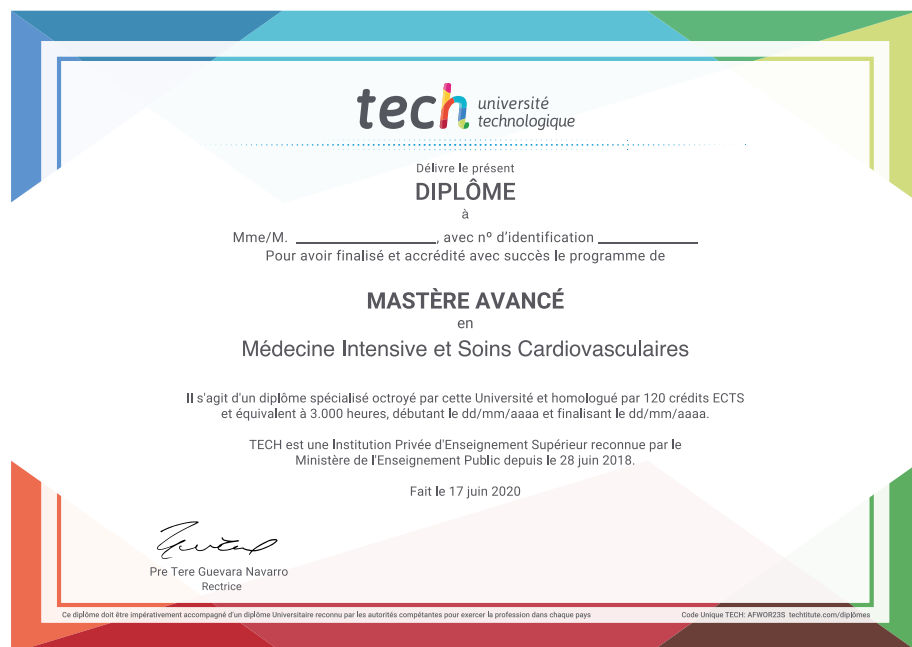 tech université
technologique
Délivre le présent
DIPLÔME
à
Mme/M. ____________, avec nº d'identification ____________
Pour avoir finalisé et accrédité avec succès le programme de
MASTÈRE AVANCÉ
en
Médecine Intensive et Soins Cardiovasculaires
Il s'agit d'un diplôme spécialisé octroyé par cette Université et homologué par 120 crédits ECTS
et équivalent à 3.000 heures, débutant le dd/mm/aaaa et finalisant le dd/mm/aaaa.
TECH est une Institution Privée d'Enseignement Supérieur reconnue par le
Ministère de l'Enseignement Public depuis le 28 juin 2018.
Fait le 17 juin 2020
Pre Tere Guevara Navarro
Rectrice
Ce diplôme doit être impérativement accompagné d'un diplôme Universitaire reconnu par les autorités compétentes pour exercer la profession dans chaque pays
Code Unique TECH: AFWOR23S techtitute.com/diplômes